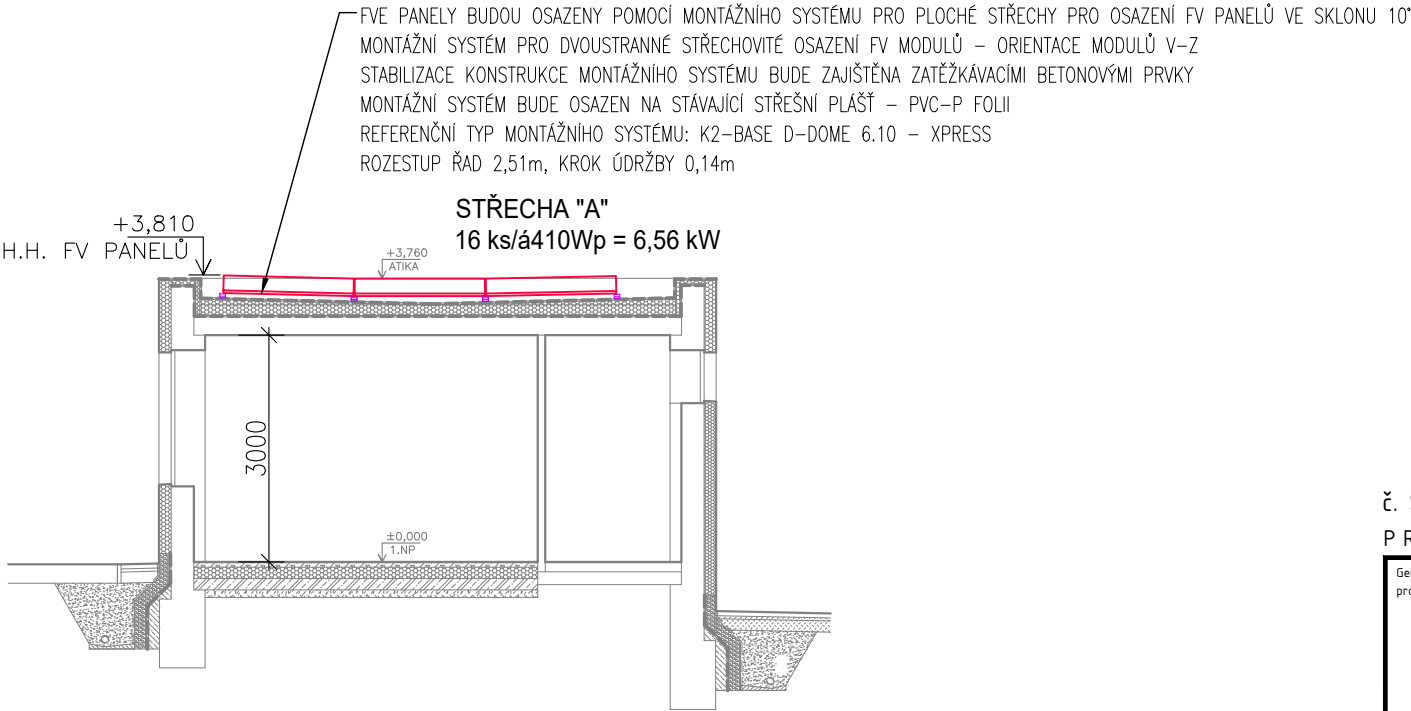 FVE PANELY BUDOU OSAZENY POMOCÍ MONTÁŽNÍHO SYSTÉMU PRO PLOCHÉ STŘECHY PRO OSAZENÍ FV PANELŮ VE SKLONU 10°
MONTÁŽNÍ SYSTÉM PRO DVOUSTRANNÉ STŘECHOVITÉ OSAZENÍ FV MODULŮ – ORIENTACE MODULŮ V–Z
STABILIZACE KONSTRUKCE MONTÁŽNÍHO SYSTÉMU BUDE ZAJIŠTĚNA ZATĚŽKÁVACÍMI BETONOVÝMI PRVKY
MONTÁŽNÍ SYSTÉM BUDE OSAZEN NA STÁVAJÍCÍ STŘEŠNÍ PLÁŠŤ – PVC–P FOLII
REFERENČNÍ TYP MONTÁŽNÍHO SYSTÉMU: K2–BASE D–DOME 6.10 – XPRESS
ROZESTUP ŘAD 2,51m, KROK ÚDRŽBY 0,14m
STŘECHA "A"
16 ks/á410Wp = 6,56 kW
+3,810
H.H. FV PANELŮ
+3,760
ATIKA
3000
±0,000
1.NP
č.
PR